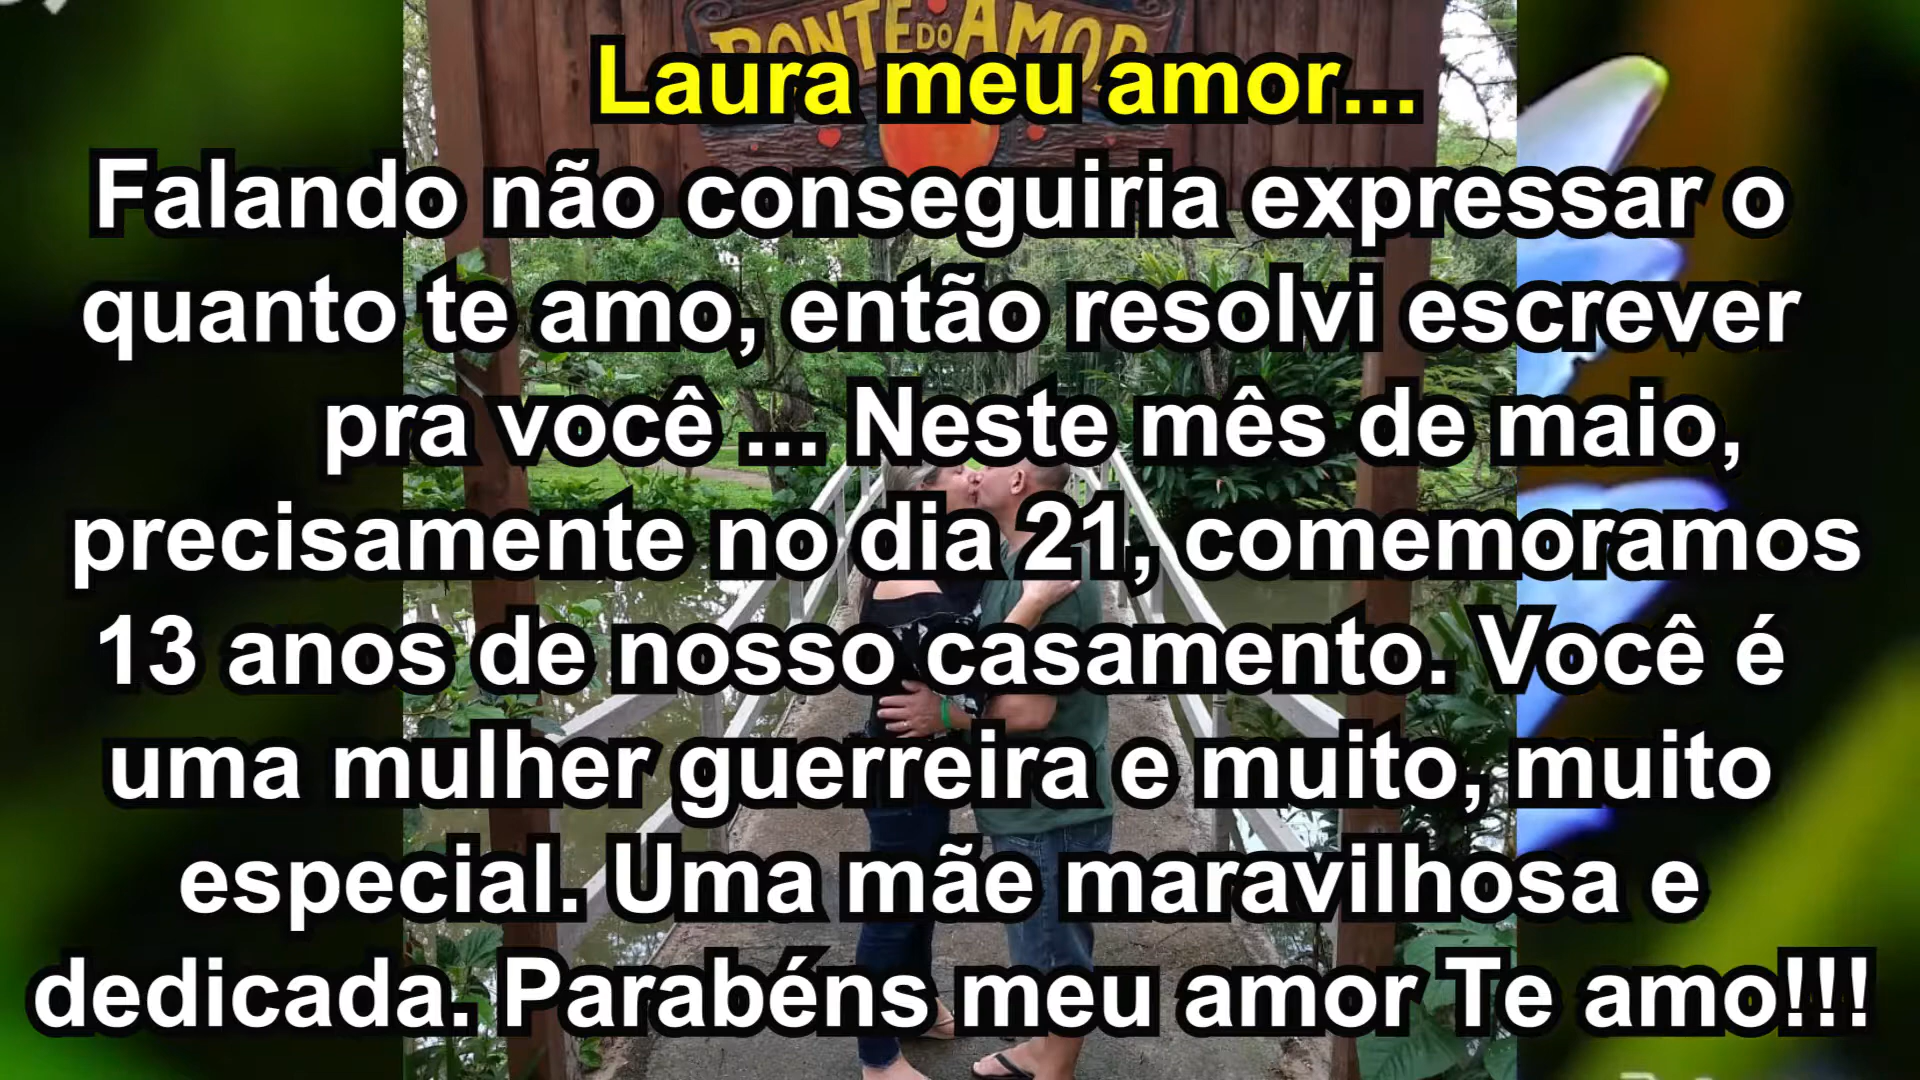 PONTE DO AMOR
Laura meu amor...
Falando não conseguiria expressar o
quanto te amo, então resolvi escrever
pra você ... Neste mês de maio,
precisamente no dia 21, comemoramos
13 anos de nosso casamento. Você é
uma mulher guerreira e muito, muito
especial. Uma mãe maravilhosa e
dedicada. Parabéns meu amor Te amo!!!